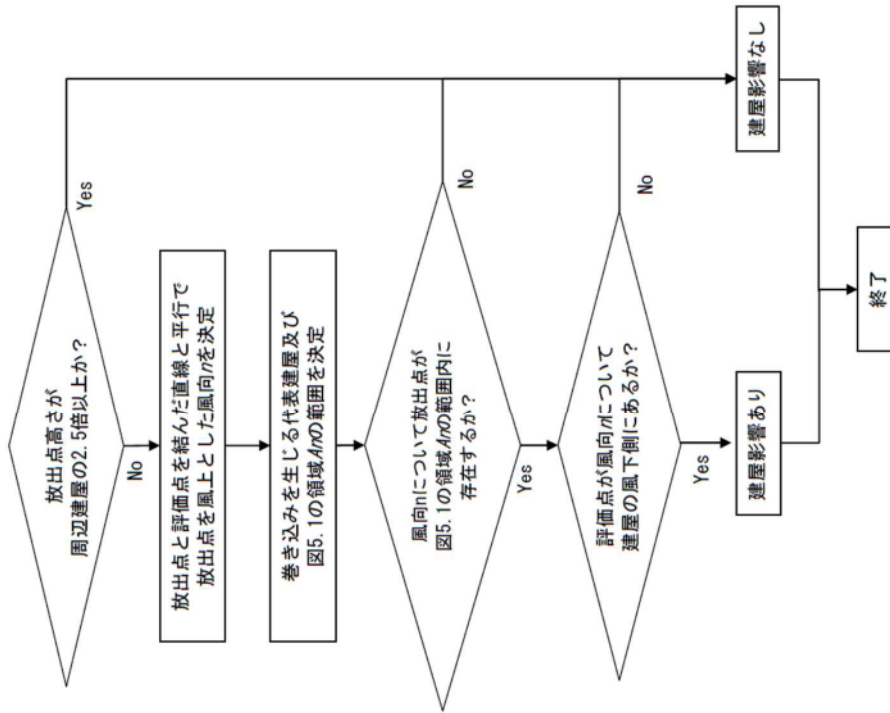 放出点高さが
周辺建屋の2.5倍以上か？
Yes
No
放出点と評価点を結んだ直線と平行で
放出点を風上とした風向nを決定
巻き込みを生じる代表建屋及び
図5.1の領域Anの範囲を決定
風向nについて放出点が
図5.1の領域Anの範囲内に
存在するか？
No
Yes
評価点が風向nについて
建屋の風下側にあるか？
No
Yes
建屋影響あり
建屋影響なし
終了